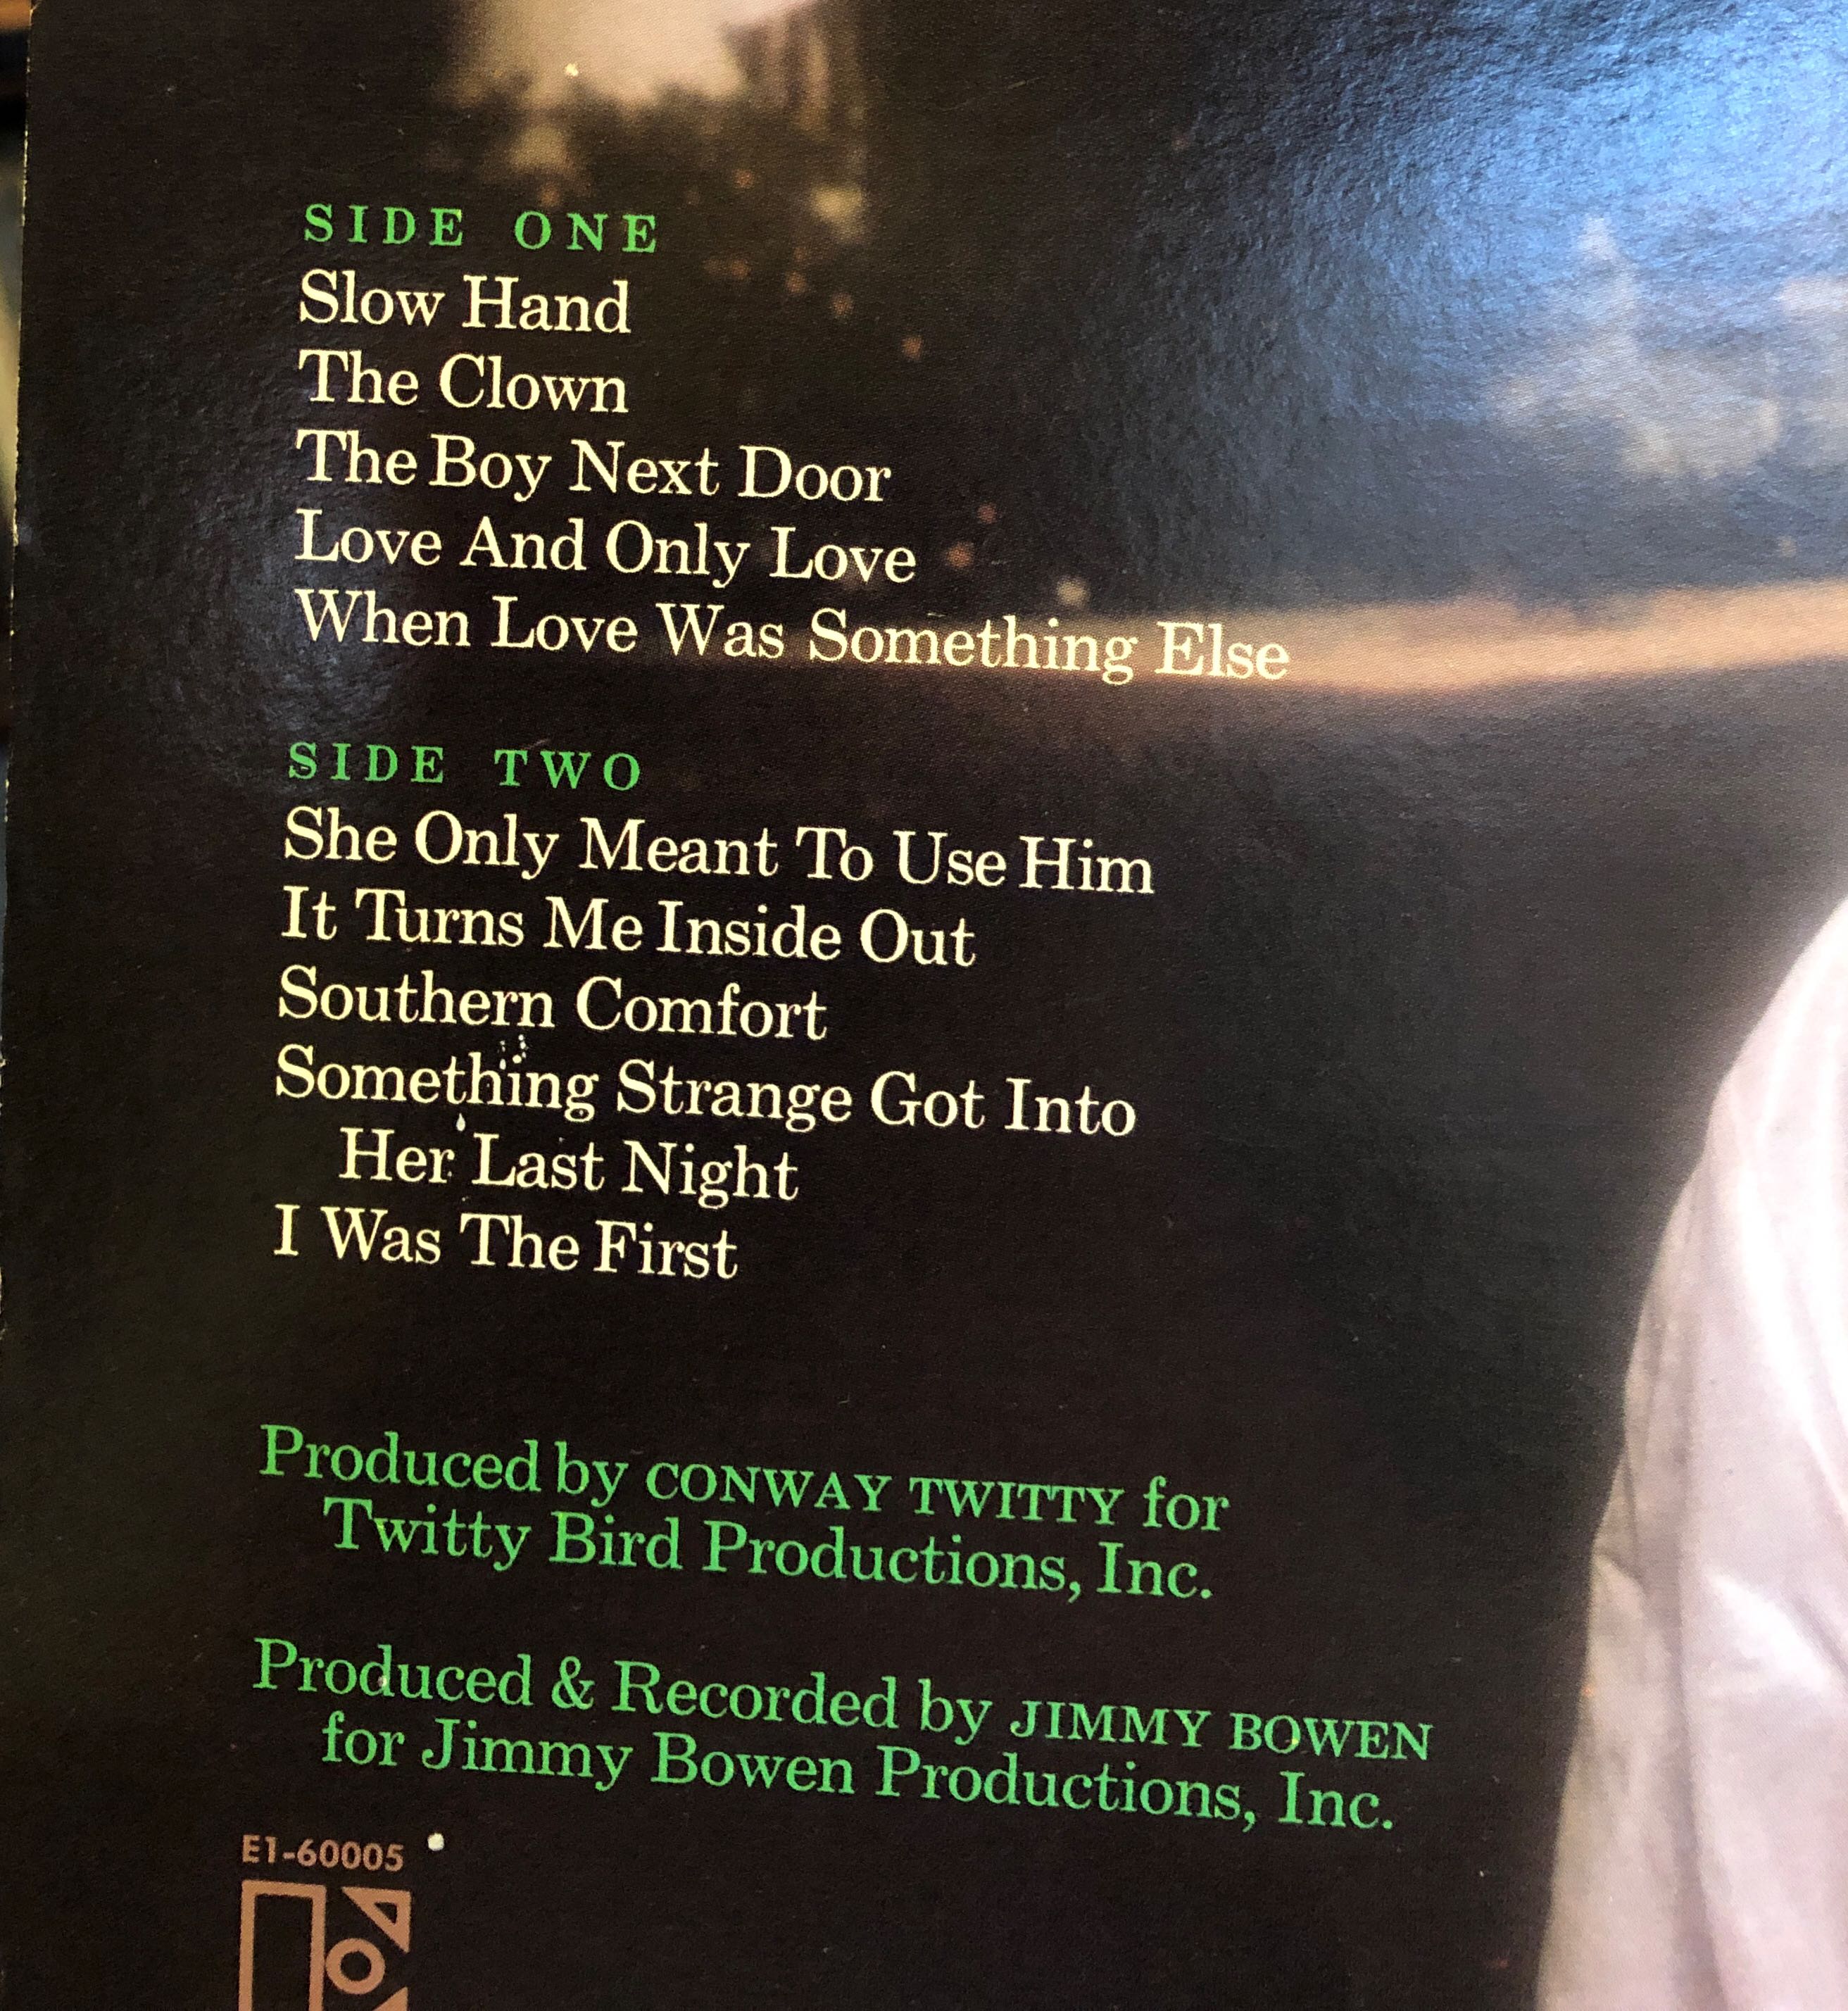 SIDE ONE
Slow Hand
The Clown
The Boy Next Door
Love And Only Love
When Love Was Something Else
SIDE TWO
She Only Meant To Use Him
It Turns Me Inside Out
Southern Comfort
Something Strange Got Into
Her Last Night
I Was The First
Produced by CONWAY TWITTY for
Twitty Bird Productions, Inc.
Produced & Recorded by JIMMY BOWEN
for Jimmy Bowen Productions, Inc.
E1-60005